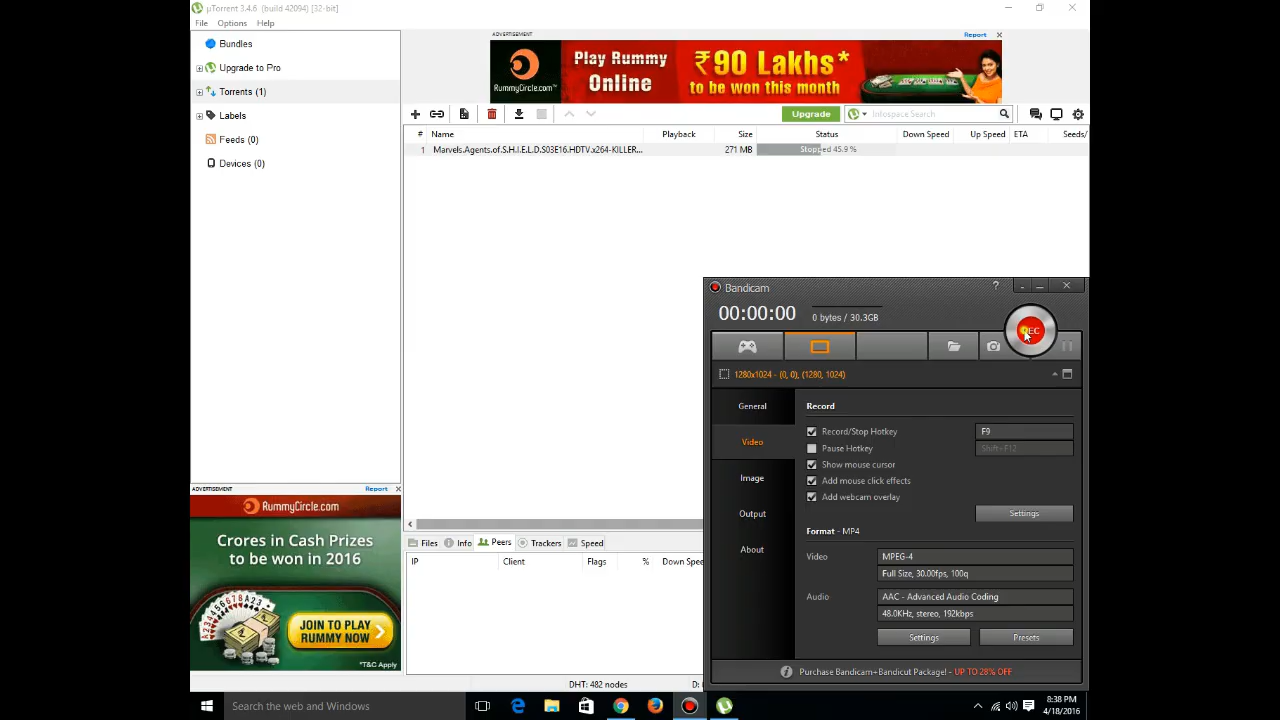 µTorrent 3.4.6 (build 42094) [32-bit]
File Options Help
Bundles
Upgrade to Pro
Torrents (1)
Labels
Feeds (0)
Devices (0)
ADVERTISEMENT Report
RummyCircle.com
Play Rummy
Online
₹90 Lakhs*
to be won this month
Upgrade
Infospace Search
# Name Playback Size Status Down Speed Up Speed ETA Seeds/
1 Marvels.Agents.of.S.H.I.E.L.D.S03E16.HDTV.x264-KILLER... 271 MB Stopped 45.9 %
ADVERTISEMENT Report
RummyCircle.com
Crores in Cash Prizes
to be won in 2016
JOIN TO PLAY
RUMMY NOW
*T&C Apply
Files Info Peers Trackers Speed
IP Client Flags % Down Speed
DHT: 482 nodes D:
Bandicam
00:00:00 0 bytes / 30.3GB
REC
1280x1024 - (0, 0), (1280, 1024)
General
Video
Image
Output
About
Record
Record/Stop Hotkey F9
Pause Hotkey Shift+F12
Show mouse cursor
Add mouse click effects
Add webcam overlay
Settings
Format - MP4
Video MPEG-4
Full Size, 30.00fps, 100q
Audio AAC - Advanced Audio Coding
48.0KHz, stereo, 192kbps
Settings Presets
Purchase Bandicam+Bandicut Package! - UP TO 28% OFF
Search the web and Windows
8:38 PM
4/18/2016